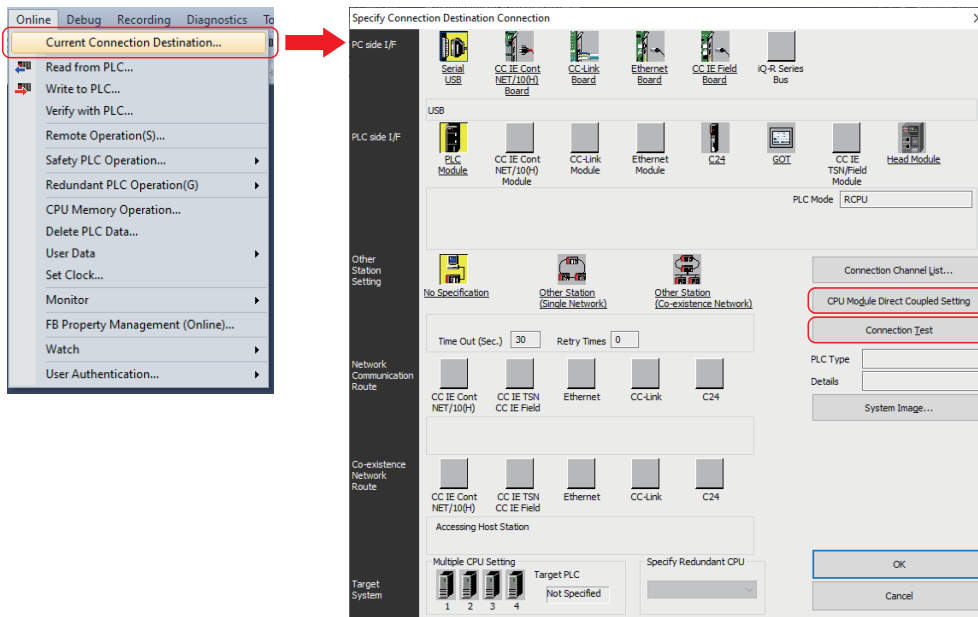 Online Debug Recording Diagnostics To
Current Connection Destination...
Read from PLC...
Write to PLC...
Verify with PLC...
Remote Operation(S)...
Safety PLC Operation...
Redundant PLC Operation(G)
CPU Memory Operation...
Delete PLC Data...
User Data
Set Clock...
Monitor
FB Property Management (Online)...
Watch
User Authentication...
Specify Connection Destination Connection
PC side I/F
Serial
USB
CC IE Cont
NET/10(H)
Board
CC-Link
Board
Ethernet
Board
CC IE Field
Board
iQ-R Series
Bus
USB
PLC side I/F
PLC
Module
CC IE Cont
NET/10(H)
Module
CC-Link
Module
Ethernet
Module
C24
GOT
CC IE
TSN/Field
Module
Head Module
PLC Mode RCPU
Other
Station
Setting
No Specification
Other Station
(Single Network)
Other Station
(Co-existence Network)
Connection Channel List...
CPU Module Direct Coupled Setting
Connection Test
Time Out (Sec.) 30 Retry Times 0
PLC Type
Details
System Image...
Network
Communication
Route
CC IE Cont
NET/10(H)
CC IE TSN
CC IE Field
Ethernet
CC-Link
C24
Co-existence
Network
Route
CC IE Cont
NET/10(H)
CC IE TSN
CC IE Field
Ethernet
CC-Link
C24
Accessing Host Station
Target
System
Multiple CPU Setting
1 2 3 4
Target PLC
Not Specified
Specify Redundant CPU
OK
Cancel